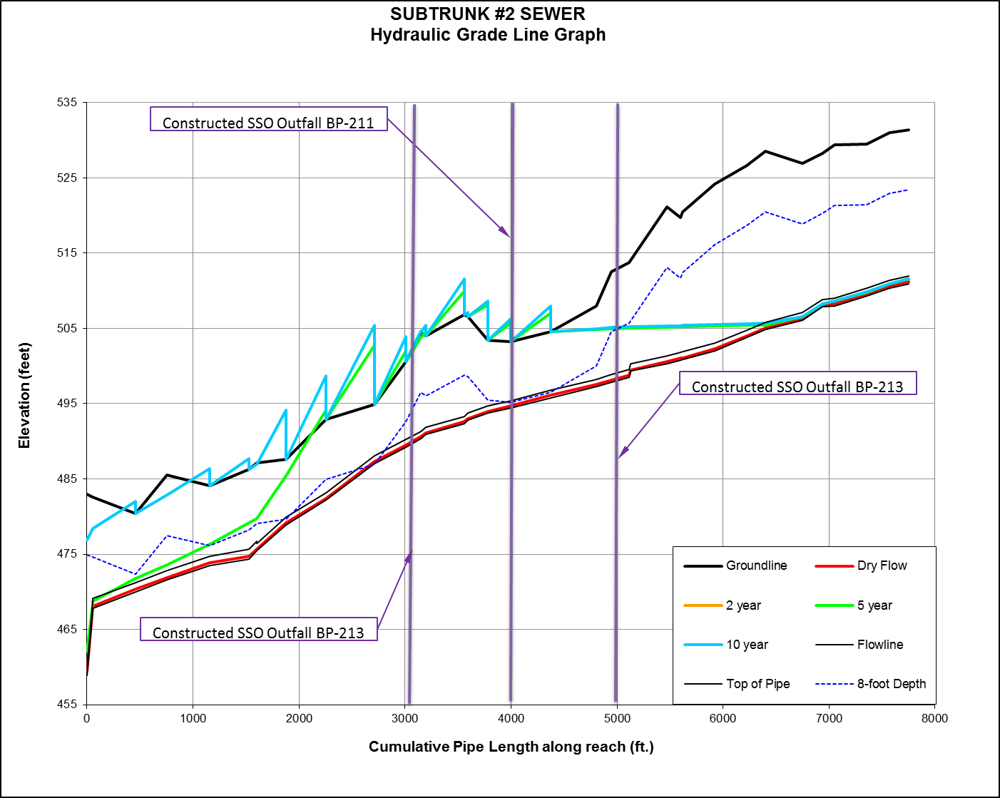 SUBTRUNK #2 SEWER
Hydraulic Grade Line Graph
535
525
515
505
495
485
475
465
455
Elevation (feet)
Constructed SSO Outfall BP-211
Constructed SSO Outfall BP-213
Constructed SSO Outfall BP-213
Groundline
Dry Flow
2 year
5 year
10 year
Flowline
Top of Pipe
8-foot Depth
0
1000
2000
3000
4000
5000
6000
7000
8000
Cumulative Pipe Length along reach (ft.)